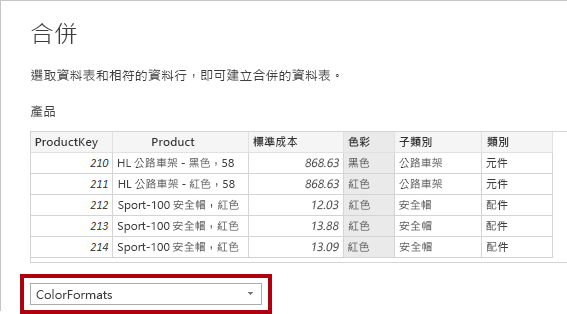 合併
選取資料表和相符的資料行，即可建立合併的資料表。
產品
ProductKey Product 標準成本 色彩 子類別 類別
210 HL 公路車架 - 黑色，58 868.63 黑色 公路車架 元件
211 HL 公路車架 - 紅色，58 868.63 紅色 公路車架 元件
212 Sport-100 安全帽，紅色 12.03 紅色 安全帽 配件
213 Sport-100 安全帽，紅色 13.88 紅色 安全帽 配件
214 Sport-100 安全帽，紅色 13.09 紅色 安全帽 配件
ColorFormats